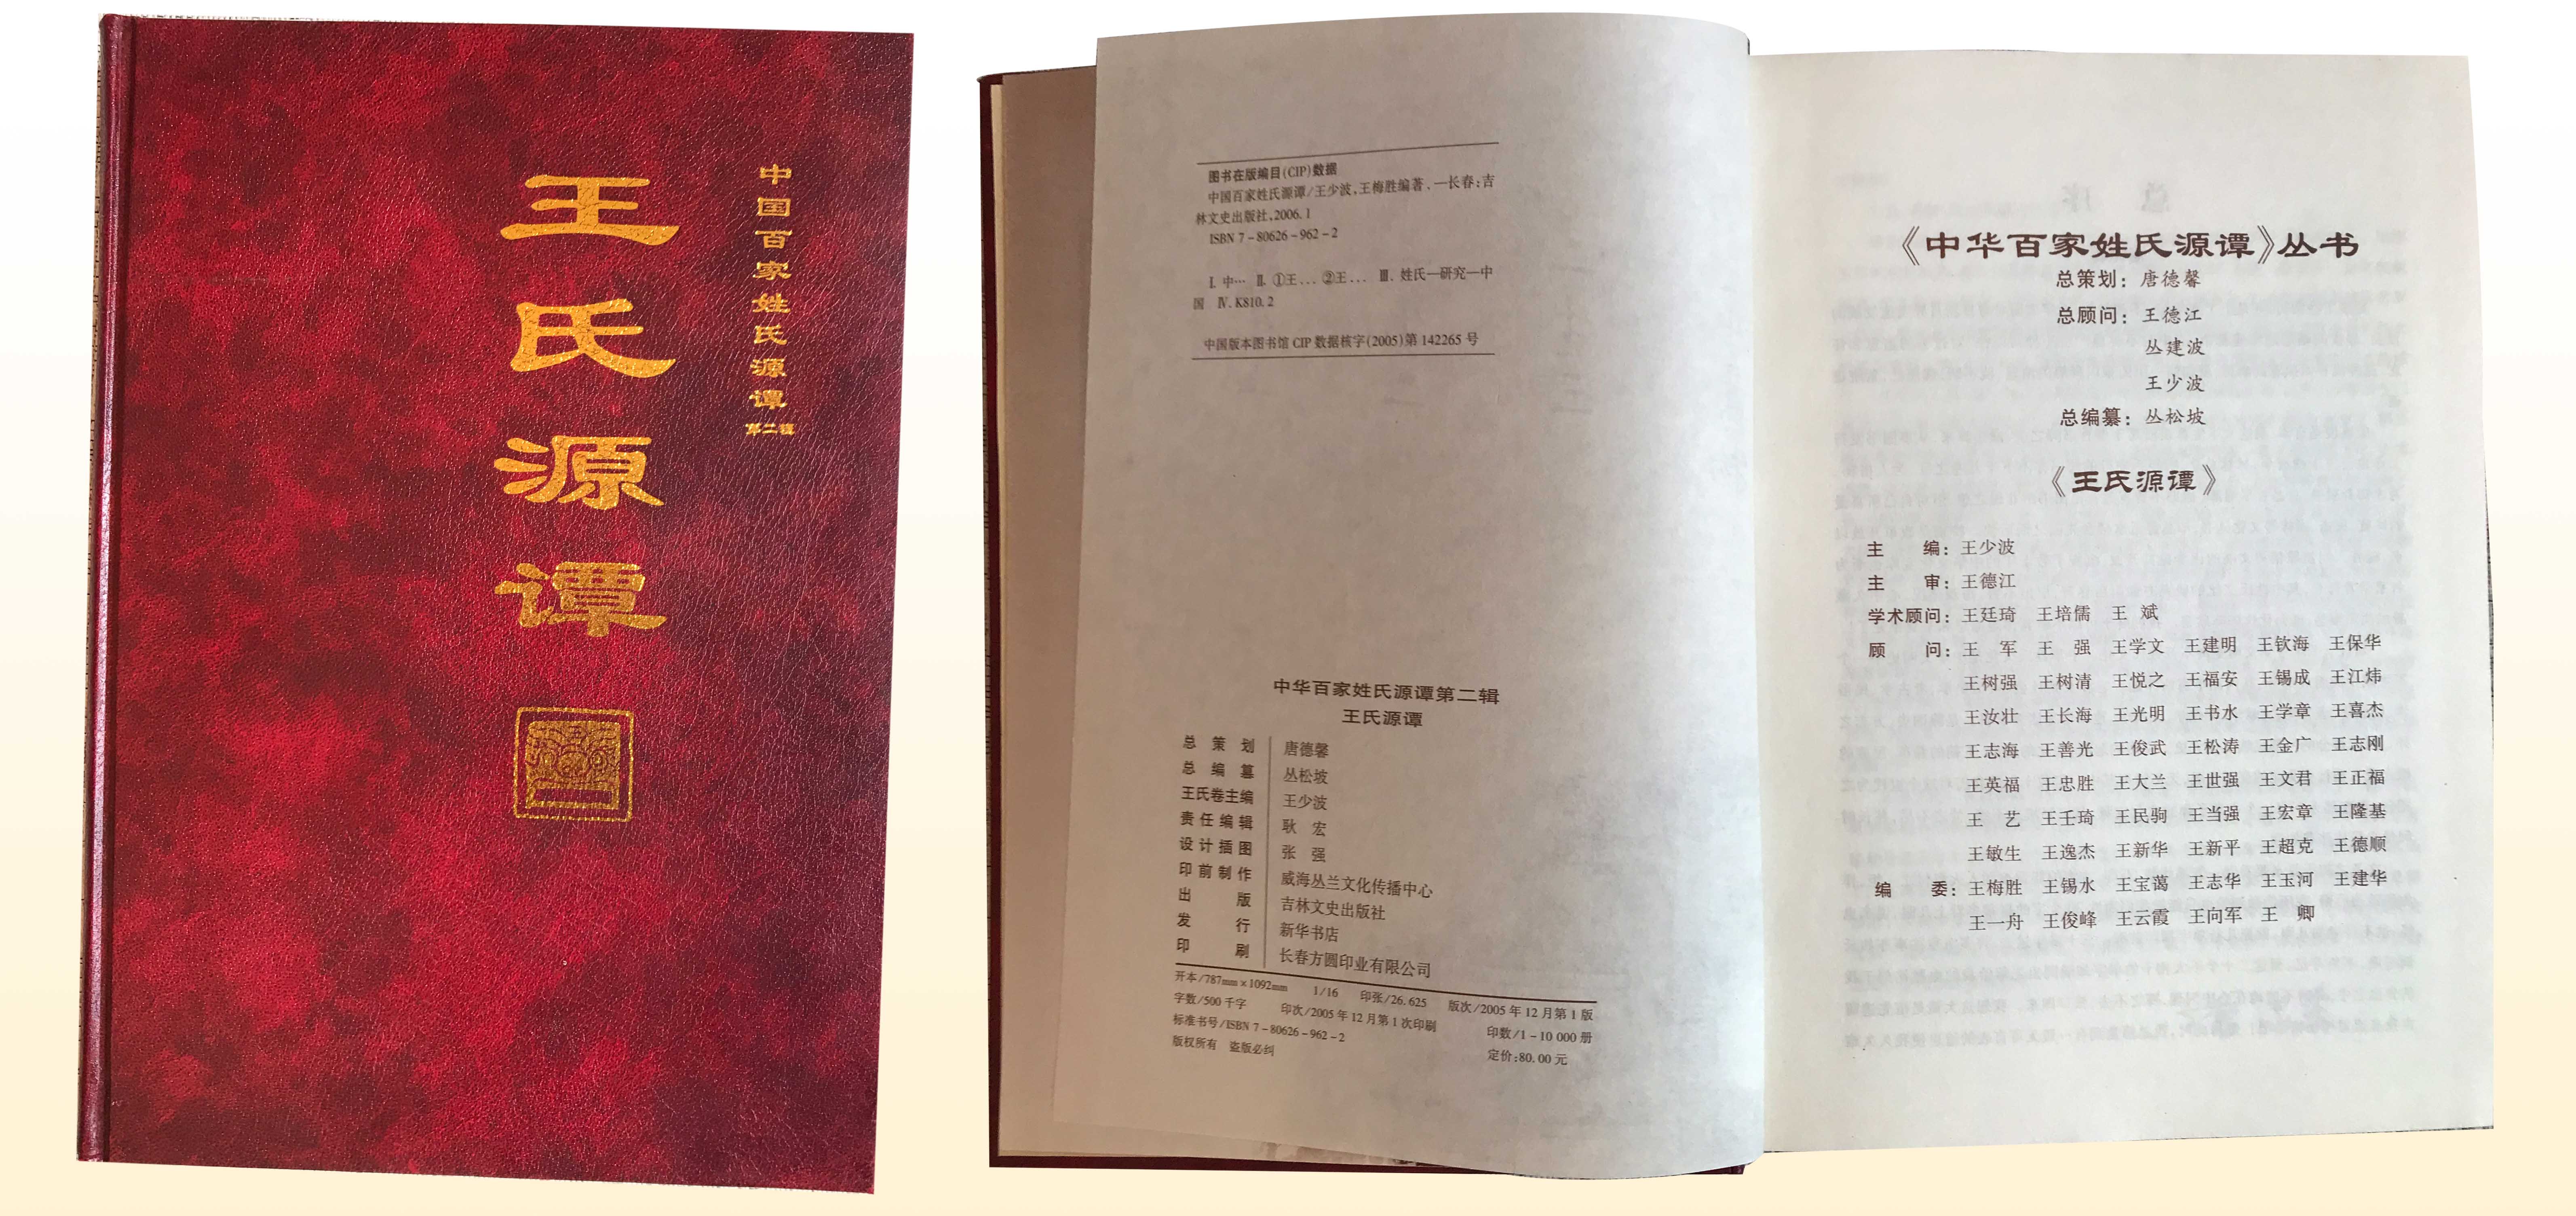 中国百家姓氏源谭
第二辑
王氏源谭
图书在版编目(CIP)数据
中国百家姓氏源谭/王少波,王梅胜编著.—长春:吉
林文史出版社,2006.1
ISBN 7-80626-962-2
Ⅰ.中… Ⅱ.①王... ②王... Ⅲ.姓氏—研究—中
国 Ⅳ.K810.2
中国版本图书馆CIP数据核字(2005)第142265号
中华百家姓氏源谭第二辑
王氏源谭
总策划 唐德馨
总编纂 丛松坡
王氏卷主编 王少波
责任编辑 耿 宏
设计插图 张 强
印前制作 威海丛兰文化传播中心
出版 吉林文史出版社
发行 新华书店
印刷 长春方圆印业有限公司
开本/787mm×1092mm 1/16 印张/26.625 版次/2005年12月第1版
字数/500千字 印次/2005年12月第1次印刷 印数/1-10 000册
标准书号/ISBN 7-80626-962-2
版权所有 盗版必纠 定价:80.00元
《中华百家姓氏源谭》丛书
总策划：唐德馨
总顾问：王德江
丛建波
王少波
总编纂：丛松坡
《王氏源谭》
主 编：王少波
主 审：王德江
学术顾问：王廷琦 王培儒 王 斌
顾 问：王 军 王 强 王学文 王建明 王钦海 王保华
王树强 王树清 王悦之 王福安 王锡成 王江炜
王汝壮 王长海 王光明 王书水 王学章 王喜杰
王志海 王善光 王俊武 王松涛 王金广 王志刚
王英福 王忠胜 王大兰 王世强 王文君 王正福
王 艺 王壬琦 王民驹 王当强 王宏章 王隆基
王敏生 王逸杰 王新华 王新平 王超克 王德顺
编 委：王梅胜 王锡水 王宝蔼 王志华 王玉河 王建华
王一舟 王俊峰 王云霞 王向军 王 卿